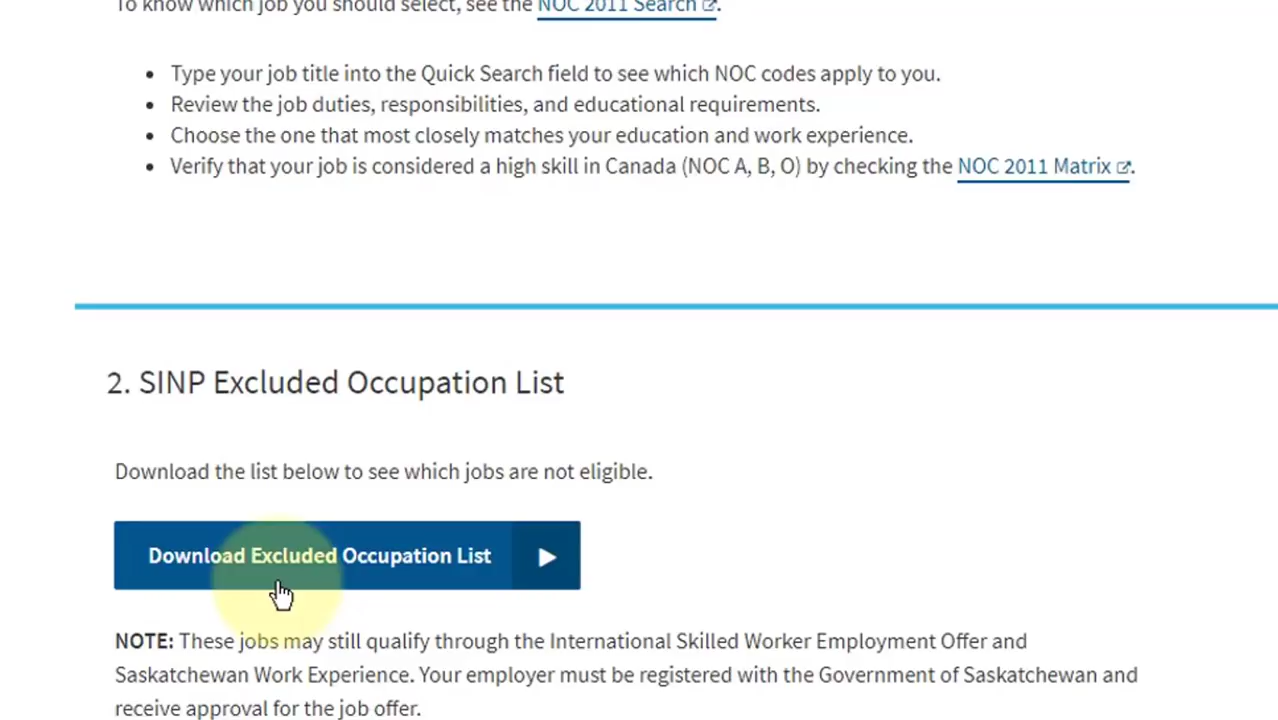 To know which job you should select, see the NOC 2011 Search.
Type your job title into the Quick Search field to see which NOC codes apply to you.
Review the job duties, responsibilities, and educational requirements.
Choose the one that most closely matches your education and work experience.
Verify that your job is considered a high skill in Canada (NOC A, B, O) by checking the NOC 2011 Matrix.
2. SINP Excluded Occupation List
Download the list below to see which jobs are not eligible.
Download Excluded Occupation List
NOTE: These jobs may still qualify through the International Skilled Worker Employment Offer and
Saskatchewan Work Experience. Your employer must be registered with the Government of Saskatchewan and
receive approval for the job offer.